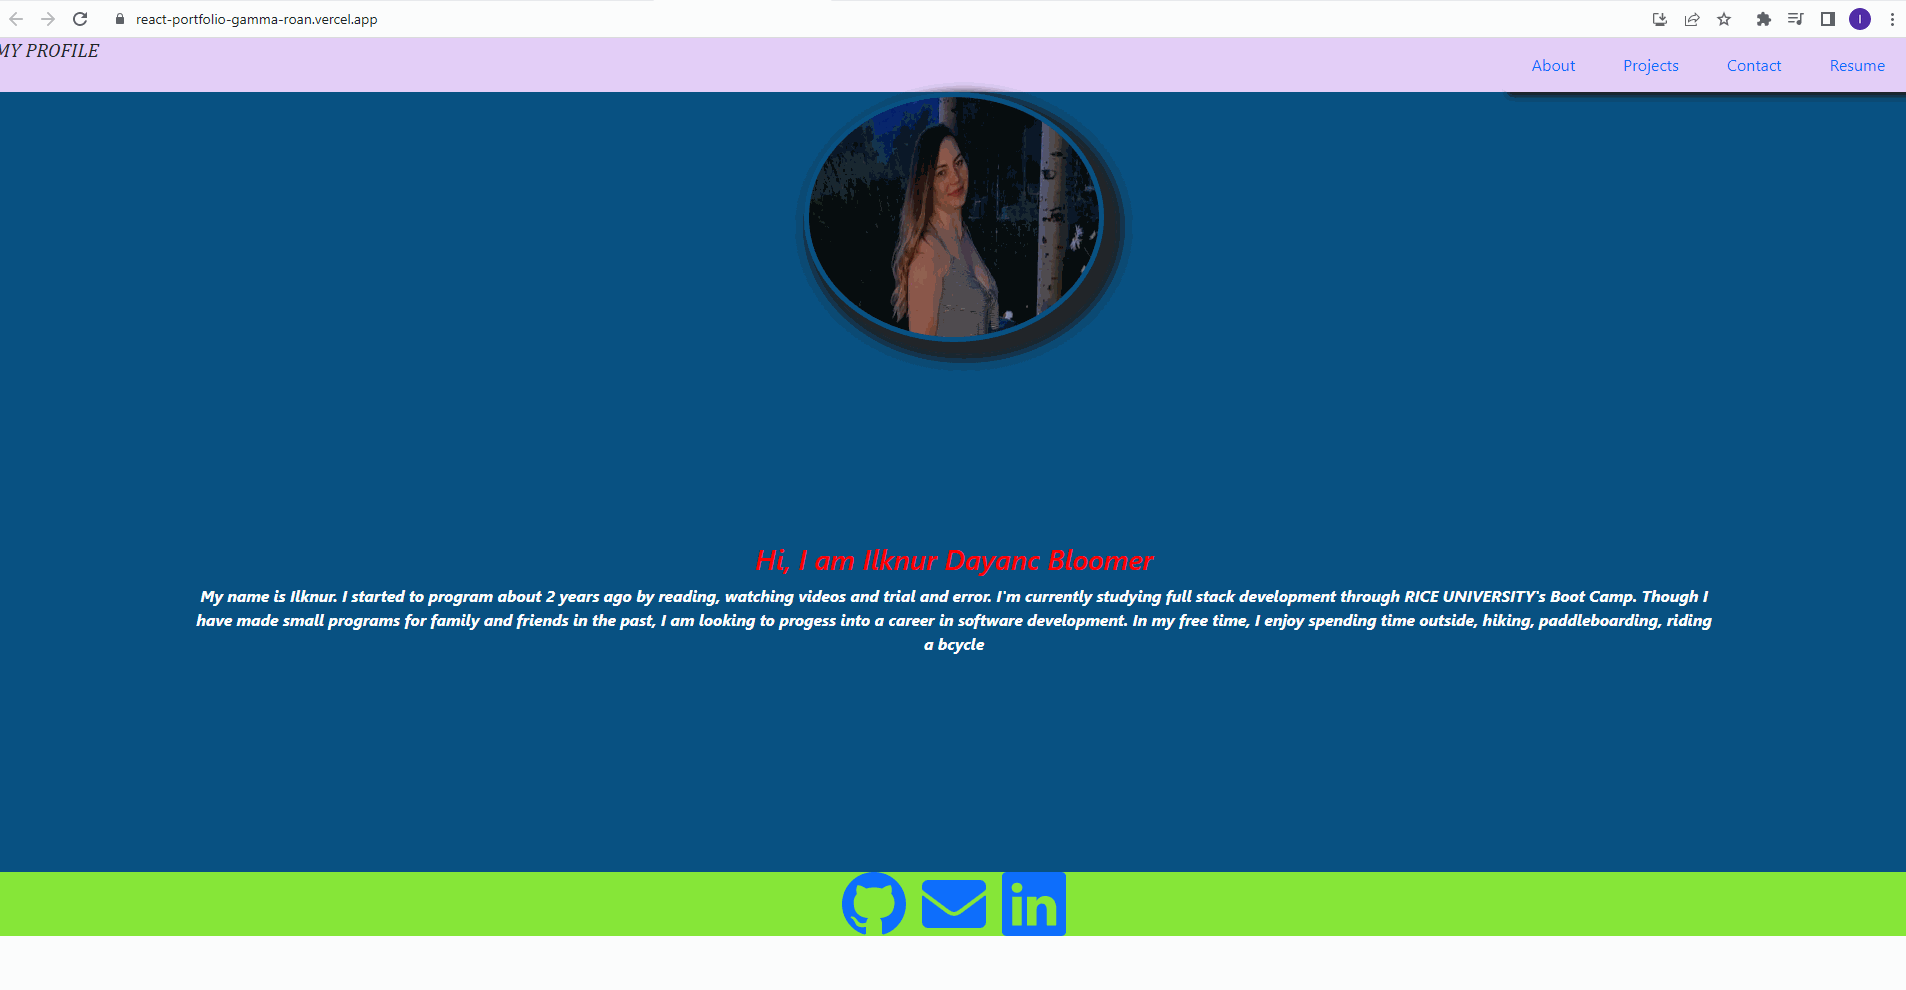 react-portfolio-gamma-roan.vercel.app
I
MY PROFILE
About Projects Contact Resume
Hi, I am Ilknur Dayanc Bloomer
My name is Ilknur. I started to program about 2 years ago by reading, watching videos and trial and error. I'm currently studying full stack development through RICE UNIVERSITY's Boot Camp. Though I
have made small programs for family and friends in the past, I am looking to progess into a career in software development. In my free time, I enjoy spending time outside, hiking, paddleboarding, riding
a bcycle
in